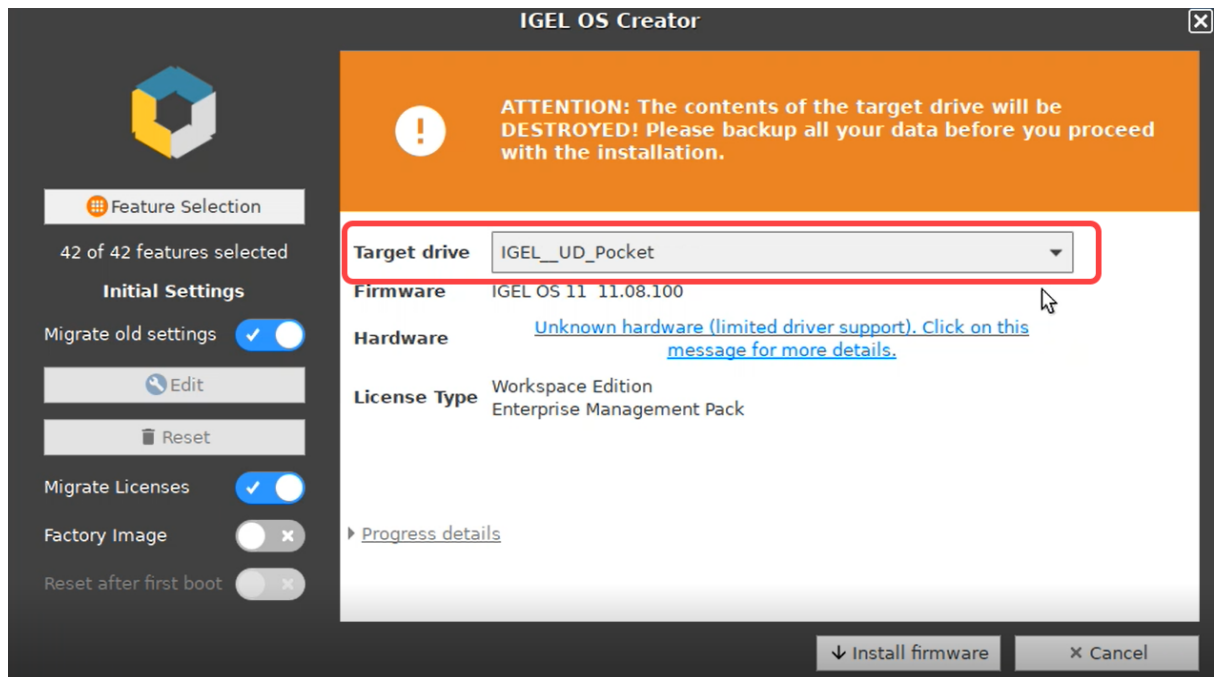 IGEL OS Creator
ATTENTION: The contents of the target drive will be
DESTROYED! Please backup all your data before you proceed
with the installation.
Feature Selection
42 of 42 features selected
Initial Settings
Migrate old settings
Edit
Reset
Migrate Licenses
Factory Image
Reset after first boot
Target drive IGEL__UD_Pocket
Firmware IGEL OS 11 11.08.100
Hardware Unknown hardware (limited driver support). Click on this
message for more details.
License Type Workspace Edition
Enterprise Management Pack
Progress details
Install firmware
Cancel